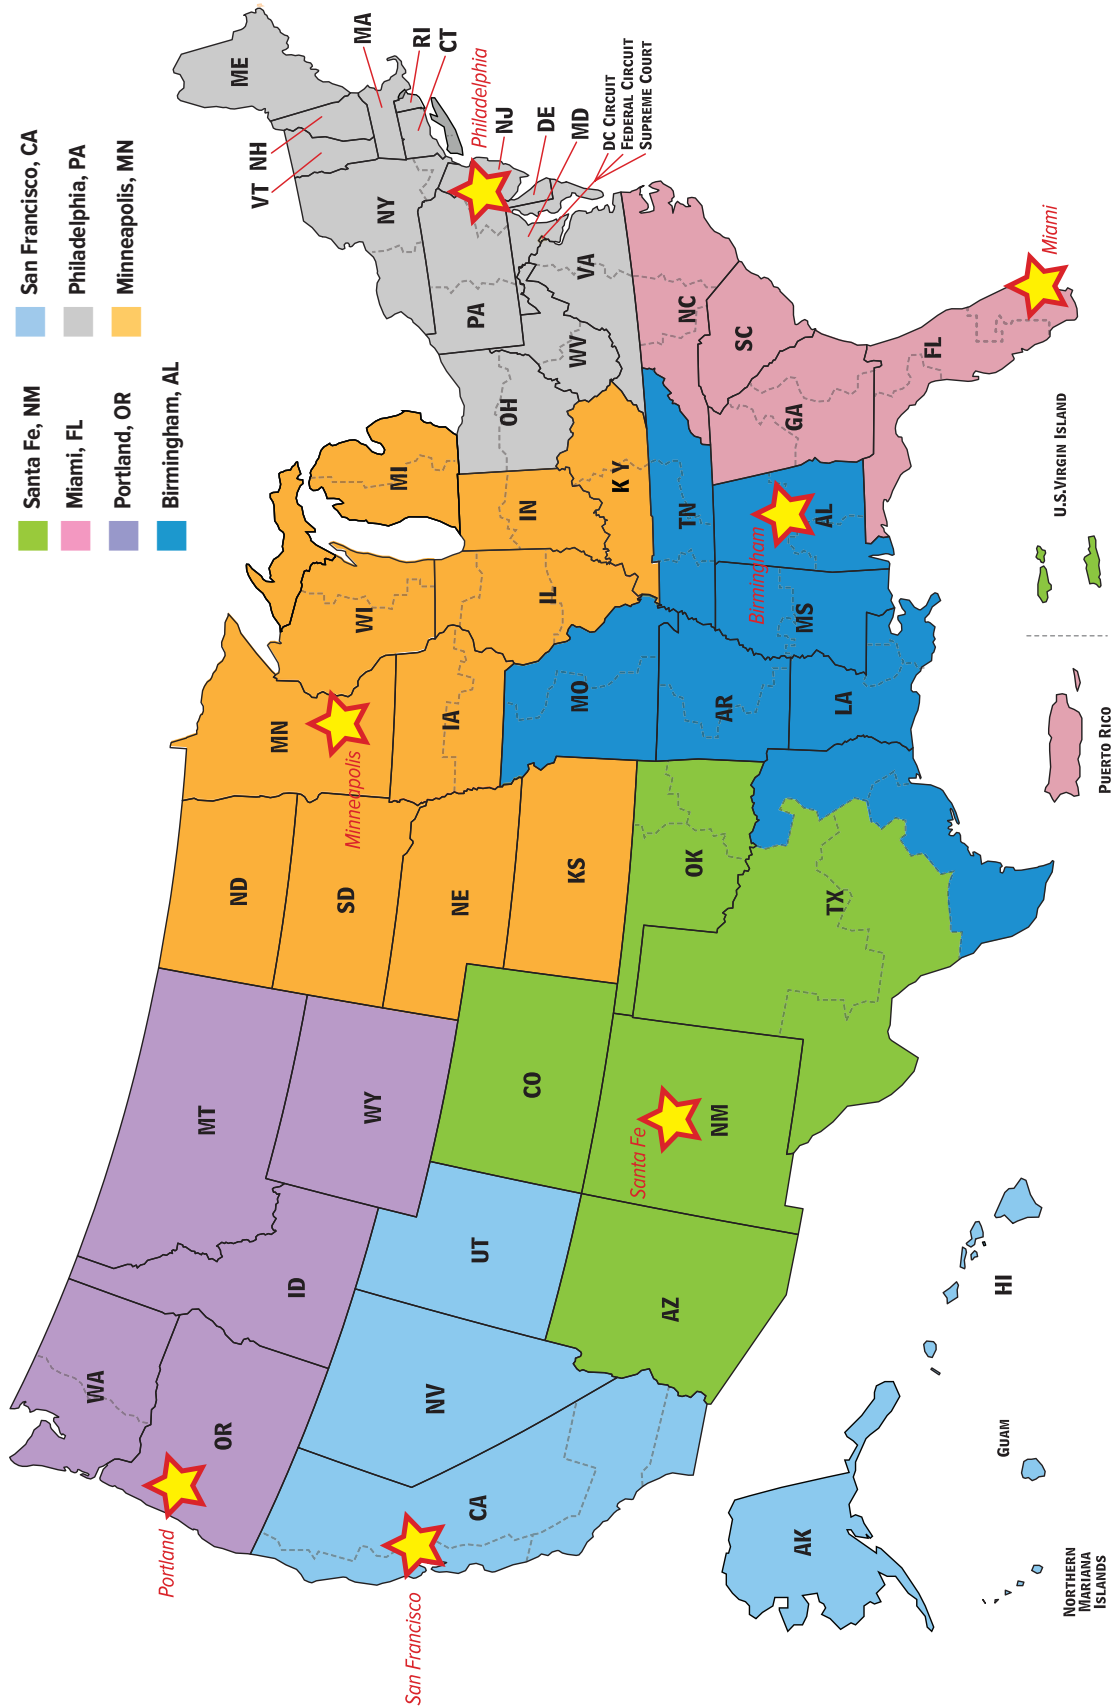 Santa Fe, NM
Miami, FL
Portland, OR
Birmingham, AL
San Francisco, CA
Philadelphia, PA
Minneapolis, MN
Portland
San Francisco
WA
OR
ID
MT
WY
NV
CA
UT
AZ
CO
NM
Santa Fe
ND
SD
NE
KS
OK
TX
MN
Minneapolis
IA
WI
IL
MI
IN
KY
MO
AR
LA
MS
TN
AL
Birmingham
OH
WV
VA
PA
NY
VT
NH
ME
MA
RI
CT
Philadelphia
NJ
DE
MD
DC Circuit
Federal Circuit
Supreme Court
NC
SC
GA
FL
Miami
AK
HI
Guam
Northern
Mariana
Islands
Puerto Rico
U.S.Virgin Island